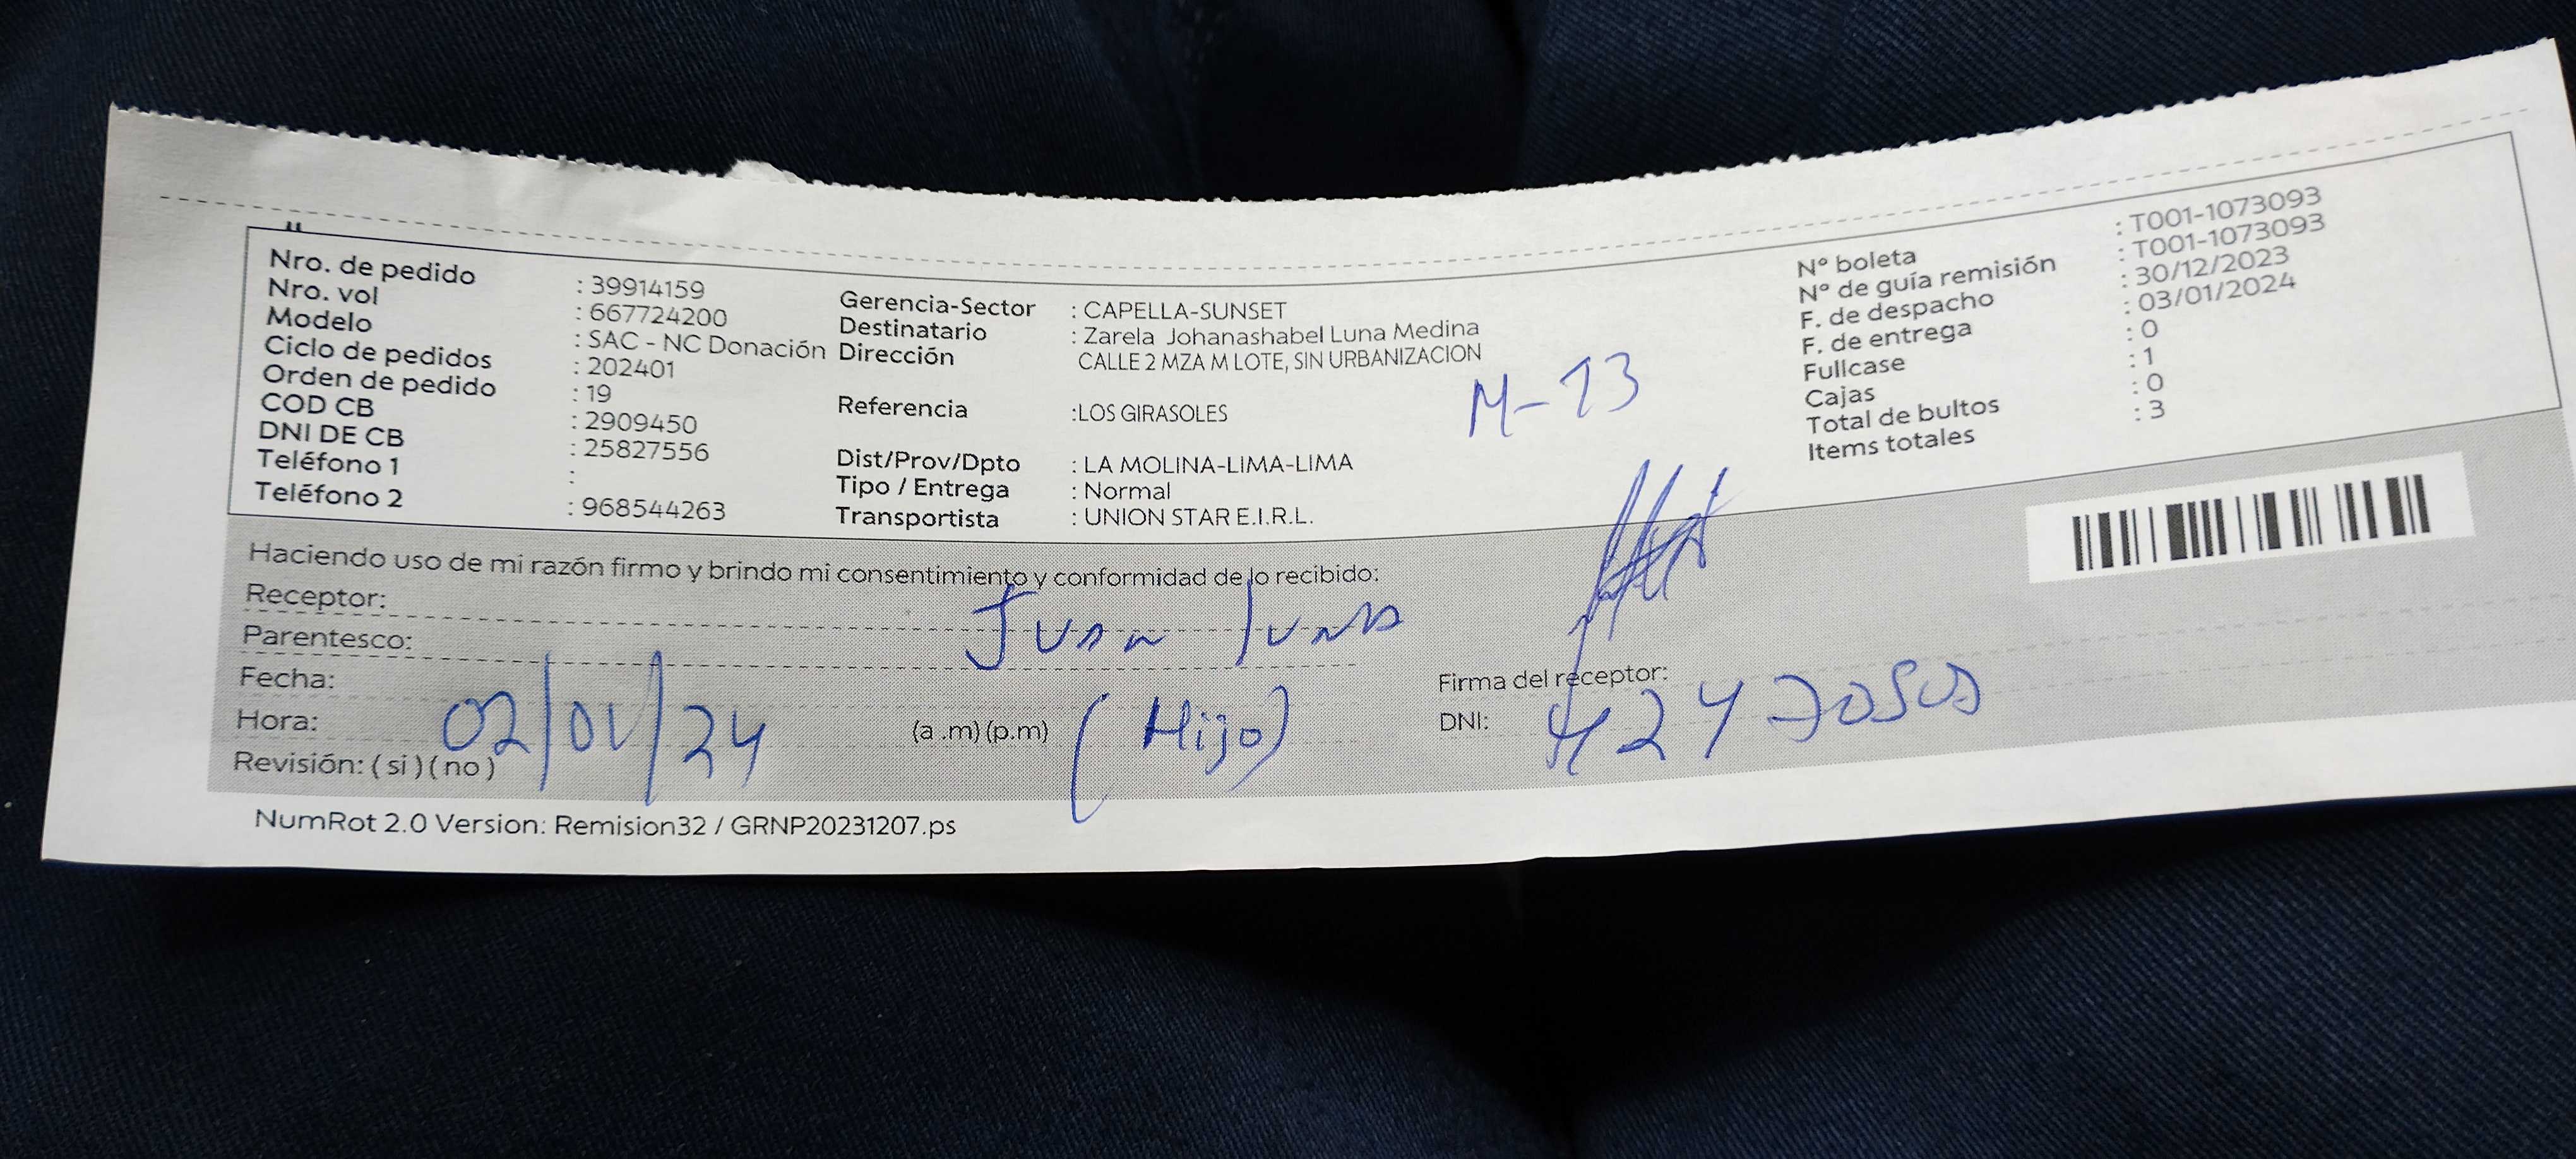 Nro. de pedido : 39914159
Nro. vol : 667724200
Modelo : SAC - NC Donación
Ciclo de pedidos : 202401
Orden de pedido : 19
COD CB : 2909450
DNI DE CB : 25827556
Teléfono 1 :
Teléfono 2 : 968544263
Gerencia-Sector : CAPELLA-SUNSET
Destinatario : Zarela Johanashabel Luna Medina
Dirección CALLE 2 MZA M LOTE, SIN URBANIZACION
M-13
Referencia :LOS GIRASOLES
Dist/Prov/Dpto : LA MOLINA-LIMA-LIMA
Tipo / Entrega : Normal
Transportista : UNION STAR E.I.R.L.
N° boleta : T001-1073093
N° de guía remisión : T001-1073093
F. de despacho : 30/12/2023
F. de entrega : 03/01/2024
Fullcase : 0
Cajas : 1
Total de bultos : 0
Items totales : 3
Haciendo uso de mi razón firmo y brindo mi consentimiento y conformidad de lo recibido:
Receptor: Juan luna
Parentesco:
Fecha: 02/01/24
Hora: (a .m) (p.m) (Hijo)
Revisión: ( si ) ( no )
Firma del receptor:
DNI:
NumRot 2.0 Version: Remision32 / GRNP20231207.ps